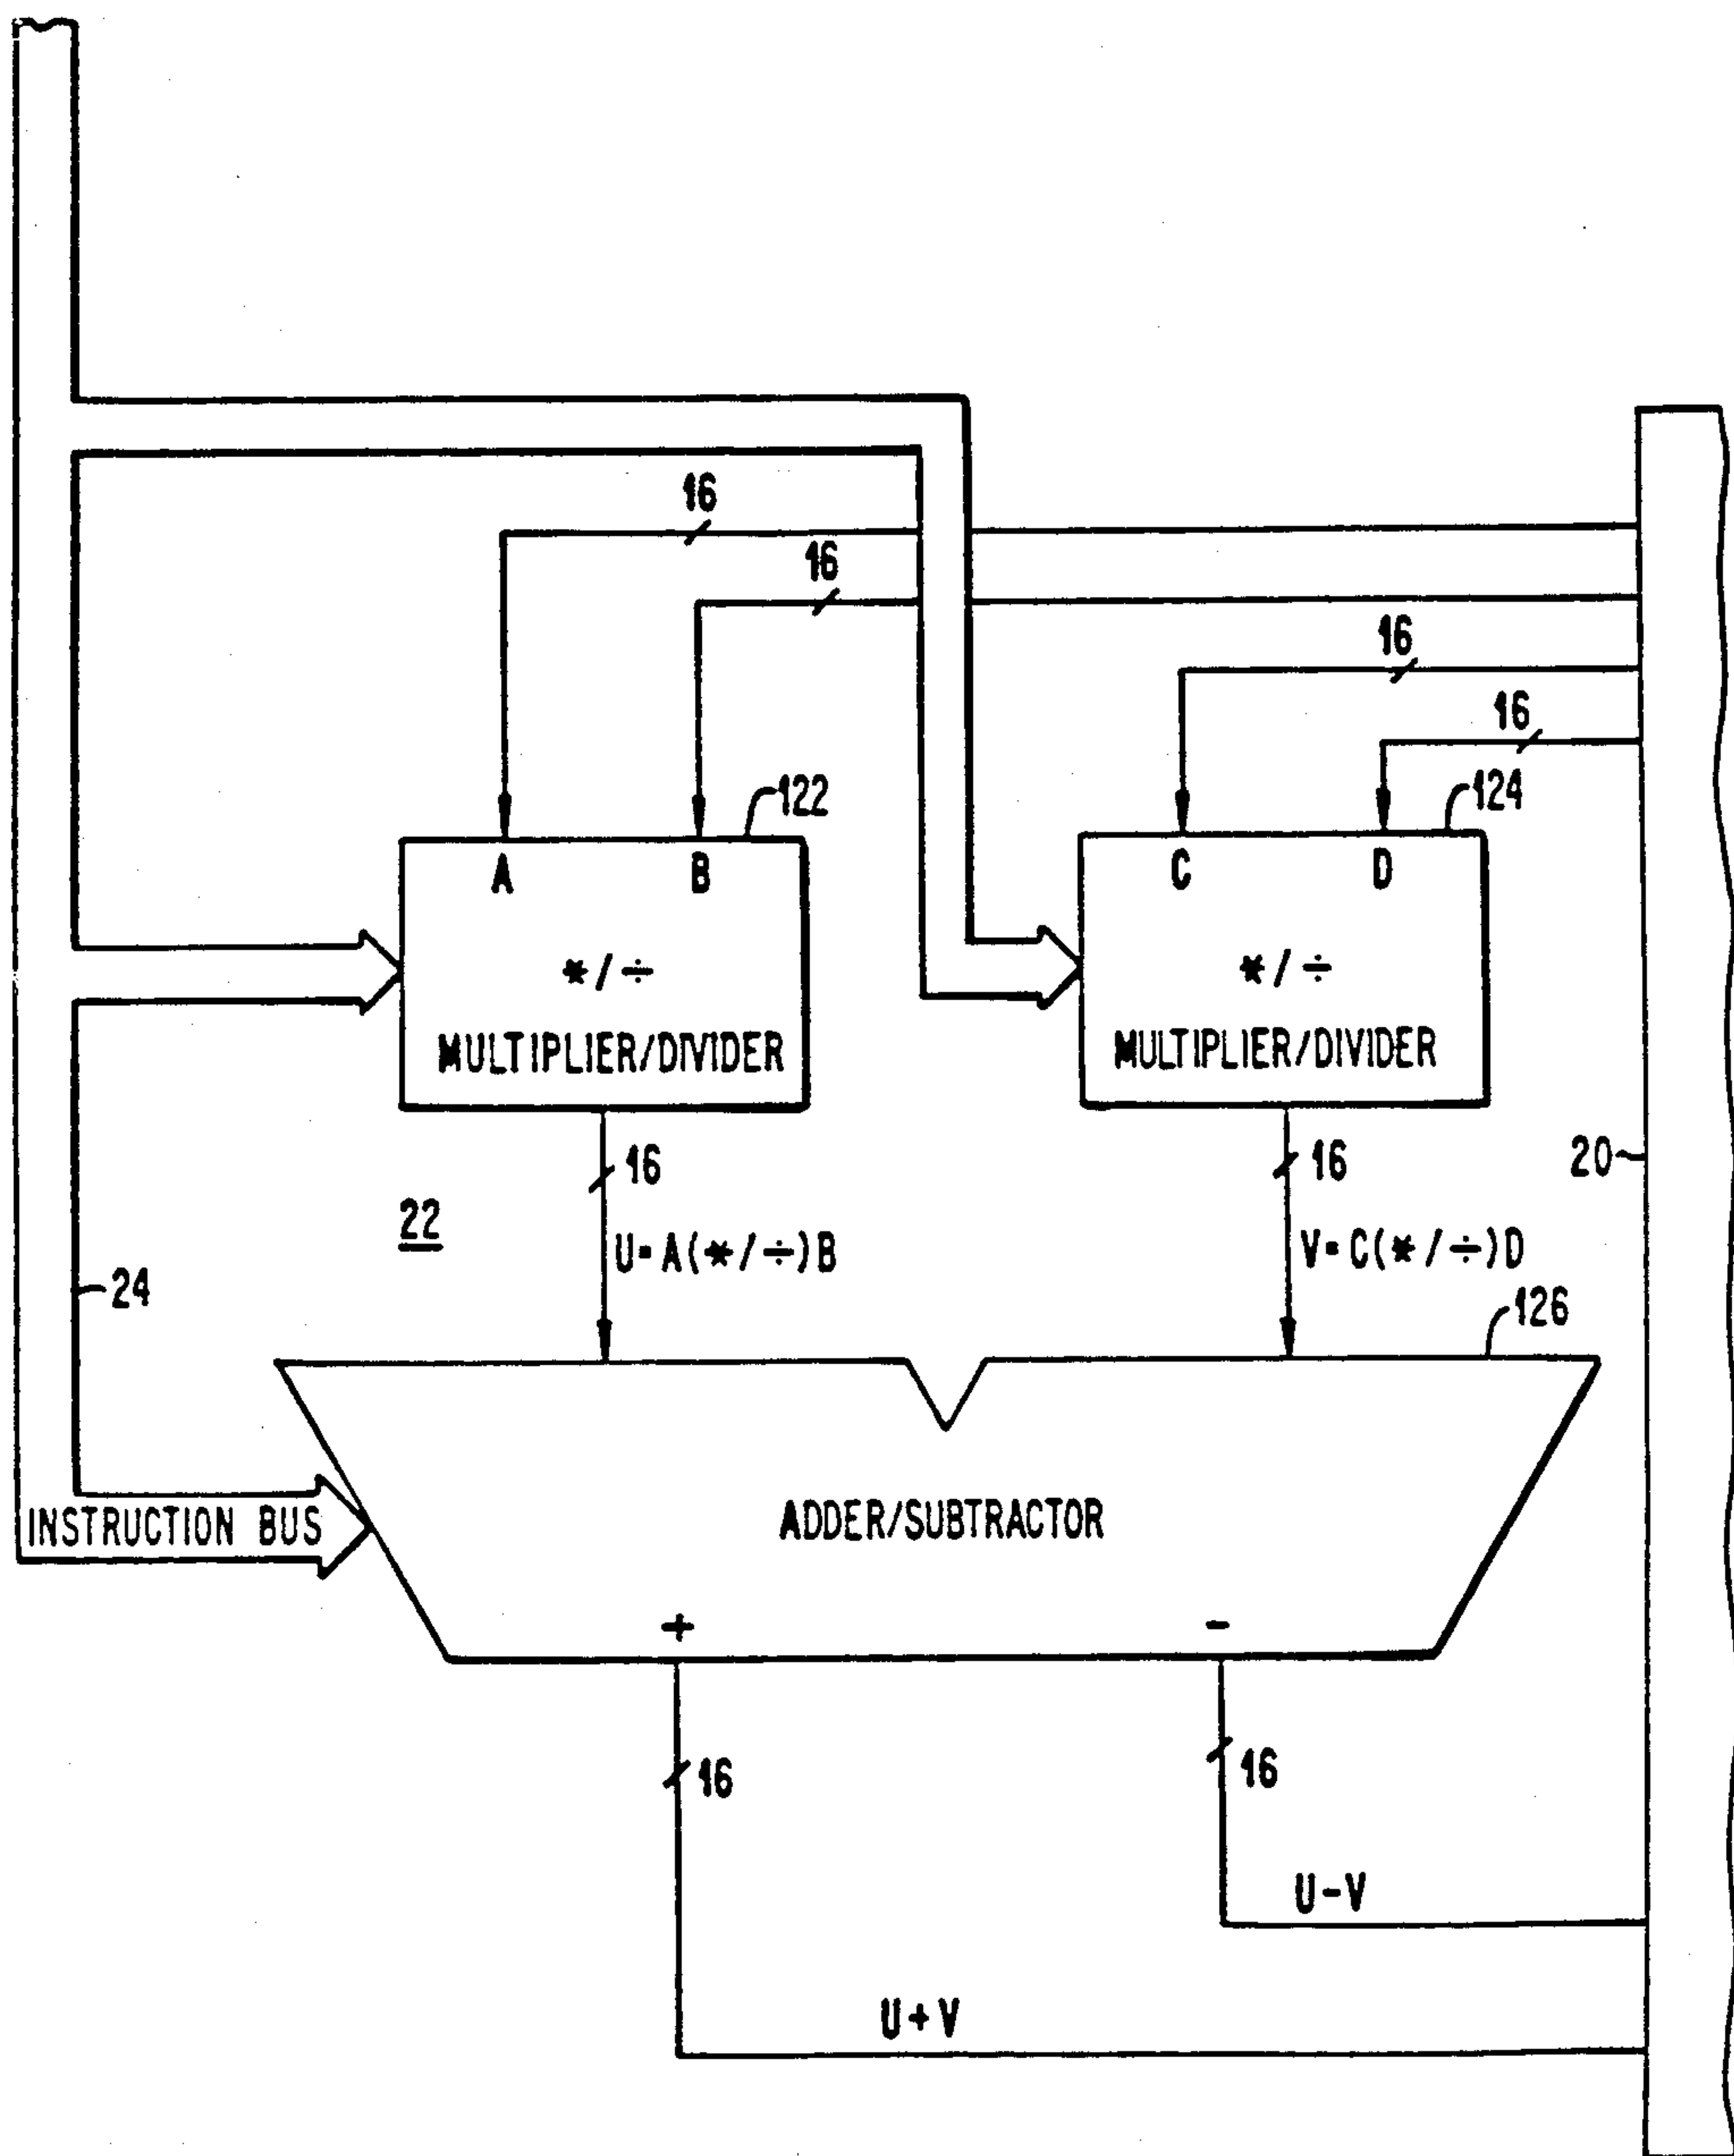 16
16
16
16
122
124
A
B
C
D
*/÷
*/÷
MULTIPLIER/DIVIDER
MULTIPLIER/DIVIDER
16
16
20
22
U=A(*/÷)B
V=C(*/÷)D
24
126
INSTRUCTION BUS
ADDER/SUBTRACTOR
+
-
16
16
U-V
U+V